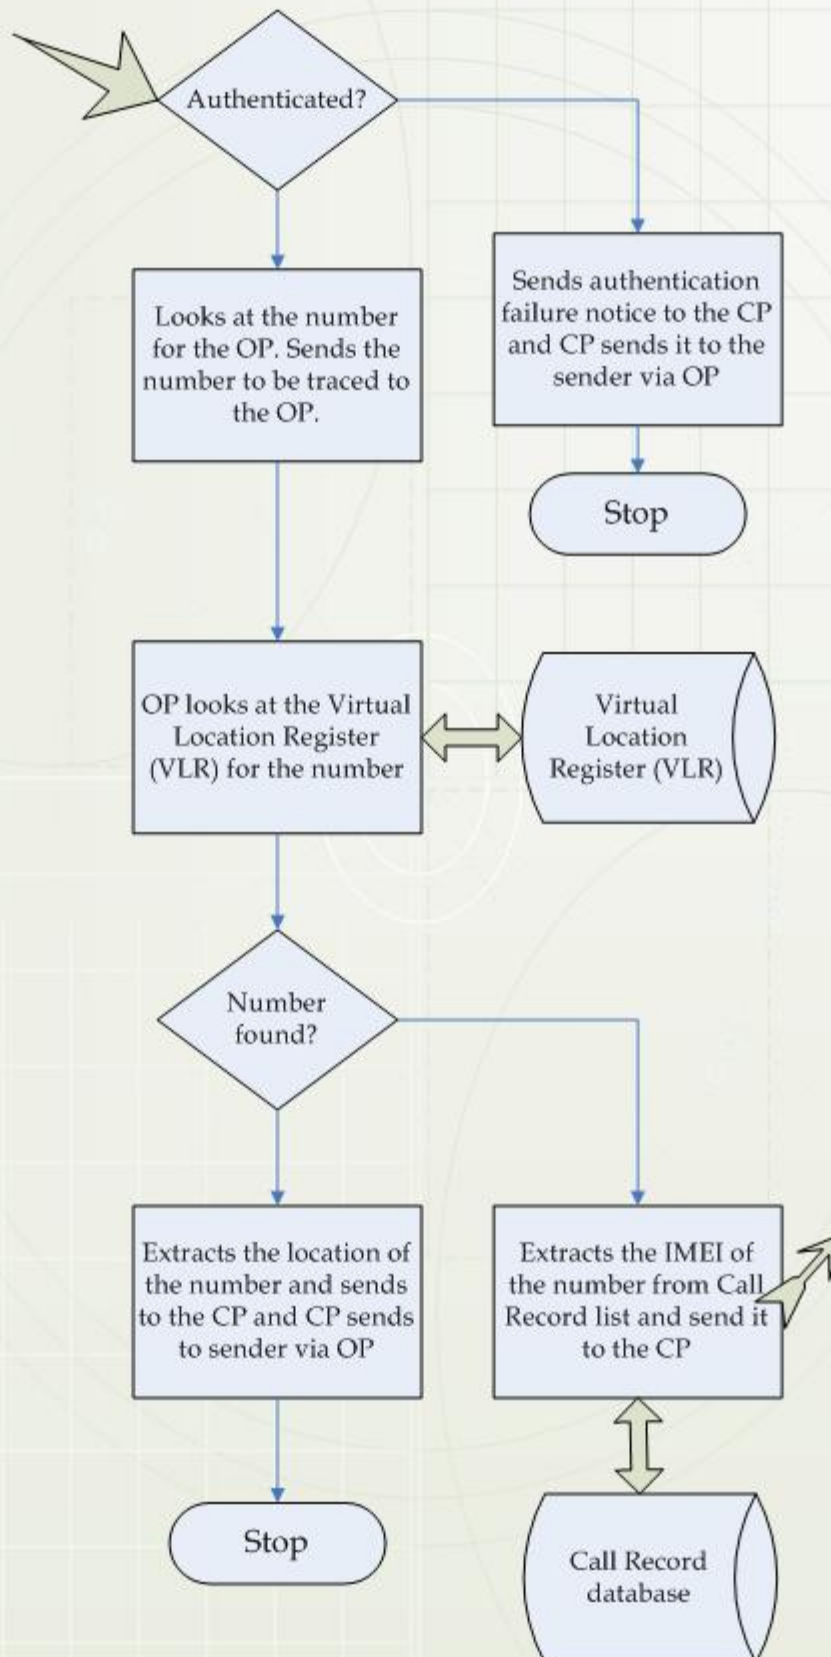 Authenticated?
Looks at the number
for the OP. Sends the
number to be traced to
the OP.
Sends authentication
failure notice to the CP
and CP sends it to the
sender via OP
Stop
OP looks at the Virtual
Location Register
(VLR) for the number
Virtual
Location
Register (VLR)
Number
found?
Extracts the location of
the number and sends
to the CP and CP sends
to sender via OP
Extracts the IMEI of
the number from Call
Record list and send it
to the CP
Stop
Call Record
database